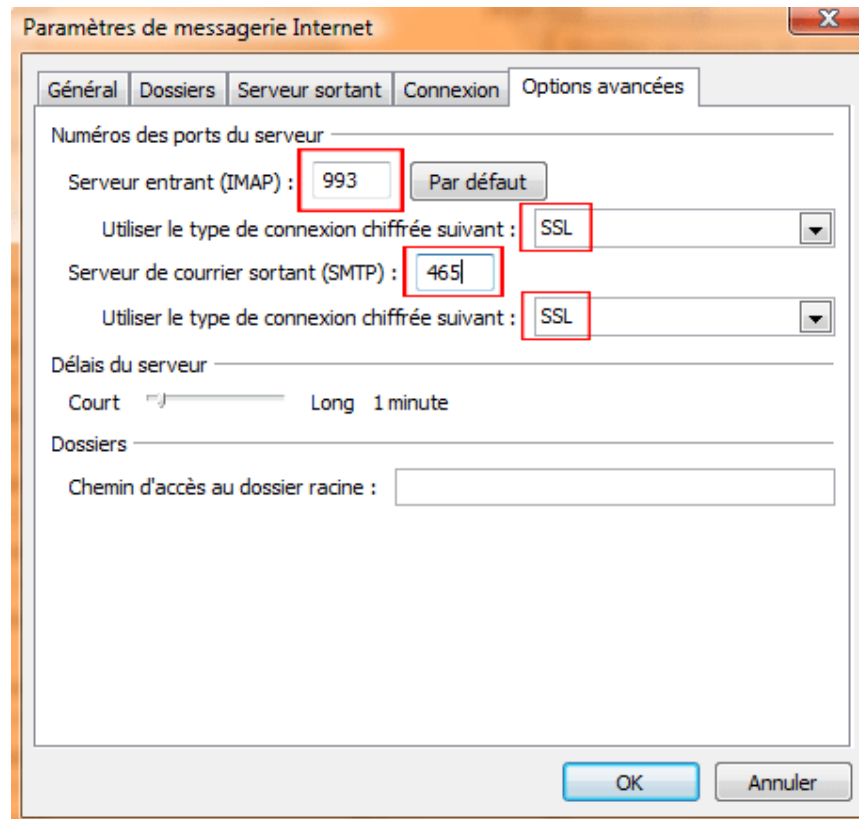 Paramètres de messagerie Internet
Général Dossiers Serveur sortant Connexion Options avancées
Numéros des ports du serveur
Serveur entrant (IMAP) : 993 Par défaut
Utiliser le type de connexion chiffrée suivant : SSL
Serveur de courrier sortant (SMTP) : 465
Utiliser le type de connexion chiffrée suivant : SSL
Délais du serveur
Court Long 1 minute
Dossiers
Chemin d'accès au dossier racine :
OK Annuler